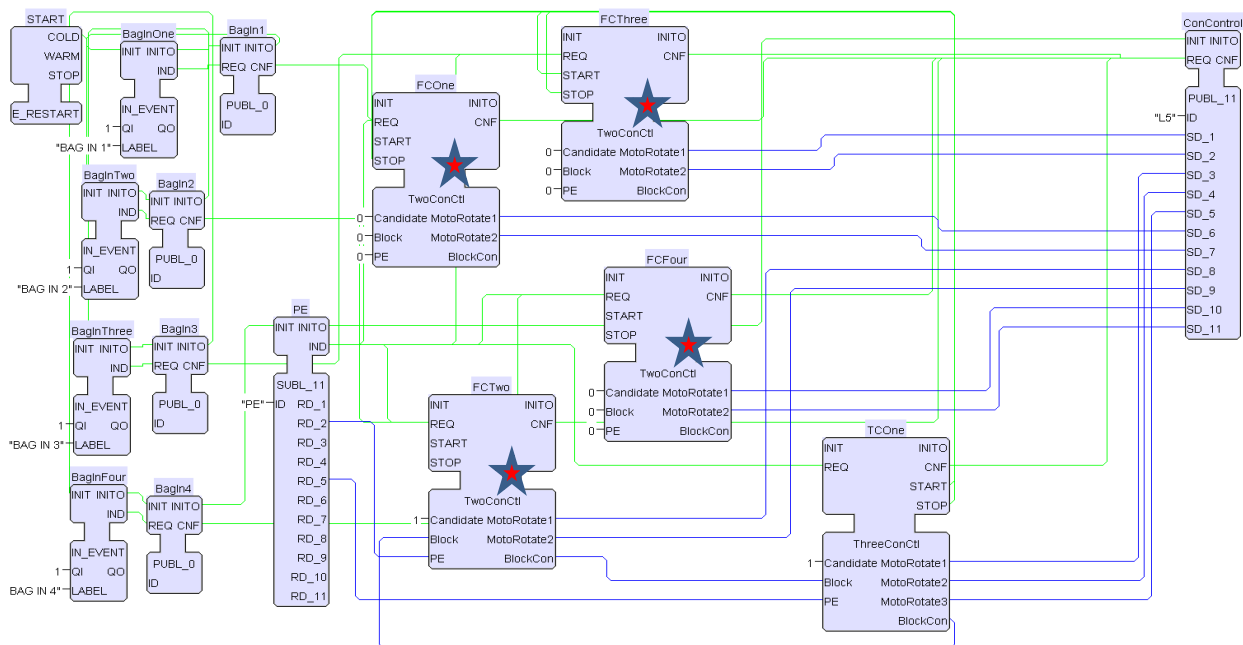 START
COLD
WARM
STOP
E_RESTART
BagInOne
INIT INITO
IND
IN_EVENT
1 QI QO
"BAG IN 1" LABEL
BagIn1
INIT INITO
REQ CNF
PUBL_0
ID
BagInTwo
INIT INITO
IND
IN_EVENT
1 QI QO
"BAG IN 2" LABEL
BagIn2
INIT INITO
REQ CNF
PUBL_0
ID
BagInThree
INIT INITO
IND
IN_EVENT
1 QI QO
"BAG IN 3" LABEL
BagIn3
INIT INITO
REQ CNF
PUBL_0
ID
BagInFour
INIT INITO
IND
IN_EVENT
1 QI QO
BAG IN 4" LABEL
BagIn4
INIT INITO
REQ CNF
PUBL_0
ID
PE
INIT INITO
IND
SUBL_11
"PE" ID RD_1
RD_2
RD_3
RD_4
RD_5
RD_6
RD_7
RD_8
RD_9
RD_10
RD_11
FCOne
INIT INITO
REQ CNF
START
STOP
TwoConCtl
0 Candidate MotoRotate1
0 Block MotoRotate2
0 PE BlockCon
FCThree
INIT INITO
REQ CNF
START
STOP
TwoConCtl
0 Candidate MotoRotate1
0 Block MotoRotate2
0 PE BlockCon
FCFour
INIT INITO
REQ CNF
START
STOP
TwoConCtl
0 Candidate MotoRotate1
0 Block MotoRotate2
0 PE BlockCon
FCTwo
INIT INITO
REQ CNF
START
STOP
TwoConCtl
1 Candidate MotoRotate1
Block MotoRotate2
PE BlockCon
TCOne
INIT INITO
REQ CNF
START
STOP
ThreeConCtl
1 Candidate MotoRotate1
Block MotoRotate2
PE MotoRotate3
BlockCon
ConControl
INIT INITO
REQ CNF
PUBL_11
"L5" ID
SD_1
SD_2
SD_3
SD_4
SD_5
SD_6
SD_7
SD_8
SD_9
SD_10
SD_11